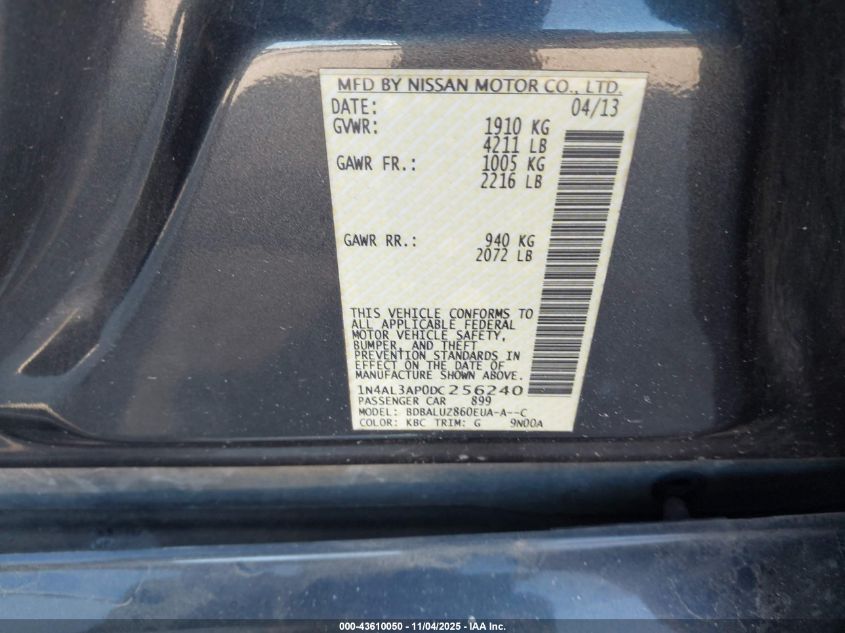 MFD BY NISSAN MOTOR CO., LTD.
DATE: 04/13
GVWR: 1910 KG
4211 LB
GAWR FR.: 1005 KG
2216 LB
GAWR RR.: 940 KG
2072 LB
THIS VEHICLE CONFORMS TO
ALL APPLICABLE FEDERAL
MOTOR VEHICLE SAFETY,
BUMPER, AND THEFT
PREVENTION STANDARDS IN
EFFECT ON THE DATE OF
MANUFACTURE SHOWN ABOVE.
1N4AL3AP0DC256240
PASSENGER CAR 899
MODEL: BDBALUZ860EUA-A--C
COLOR: KBC TRIM: G 9N00A
000-43610050 - 11/04/2025 - IAA Inc.